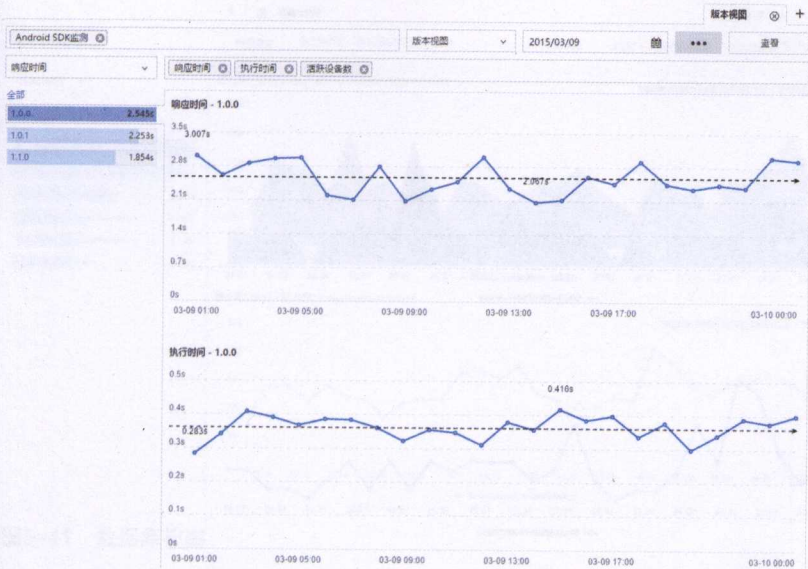 版本视图
Android SDK监测 版本视图 2015/03/09 查看
响应时间 响应时间 执行时间 活跃设备数
全部
1.0.0 2.545s
1.0.1 2.253s
1.1.0 1.854s
响应时间 - 1.0.0
3.5s
3.007s
2.8s
2.067s
2.1s
1.4s
0.7s
0s
03-09 01:00 03-09 05:00 03-09 09:00 03-09 13:00 03-09 17:00 03-10 00:00
执行时间 - 1.0.0
0.5s
0.416s
0.4s
0.283s
0.3s
0.2s
0.1s
0s
03-09 01:00 03-09 05:00 03-09 09:00 03-09 13:00 03-09 17:00 03-10 00:00